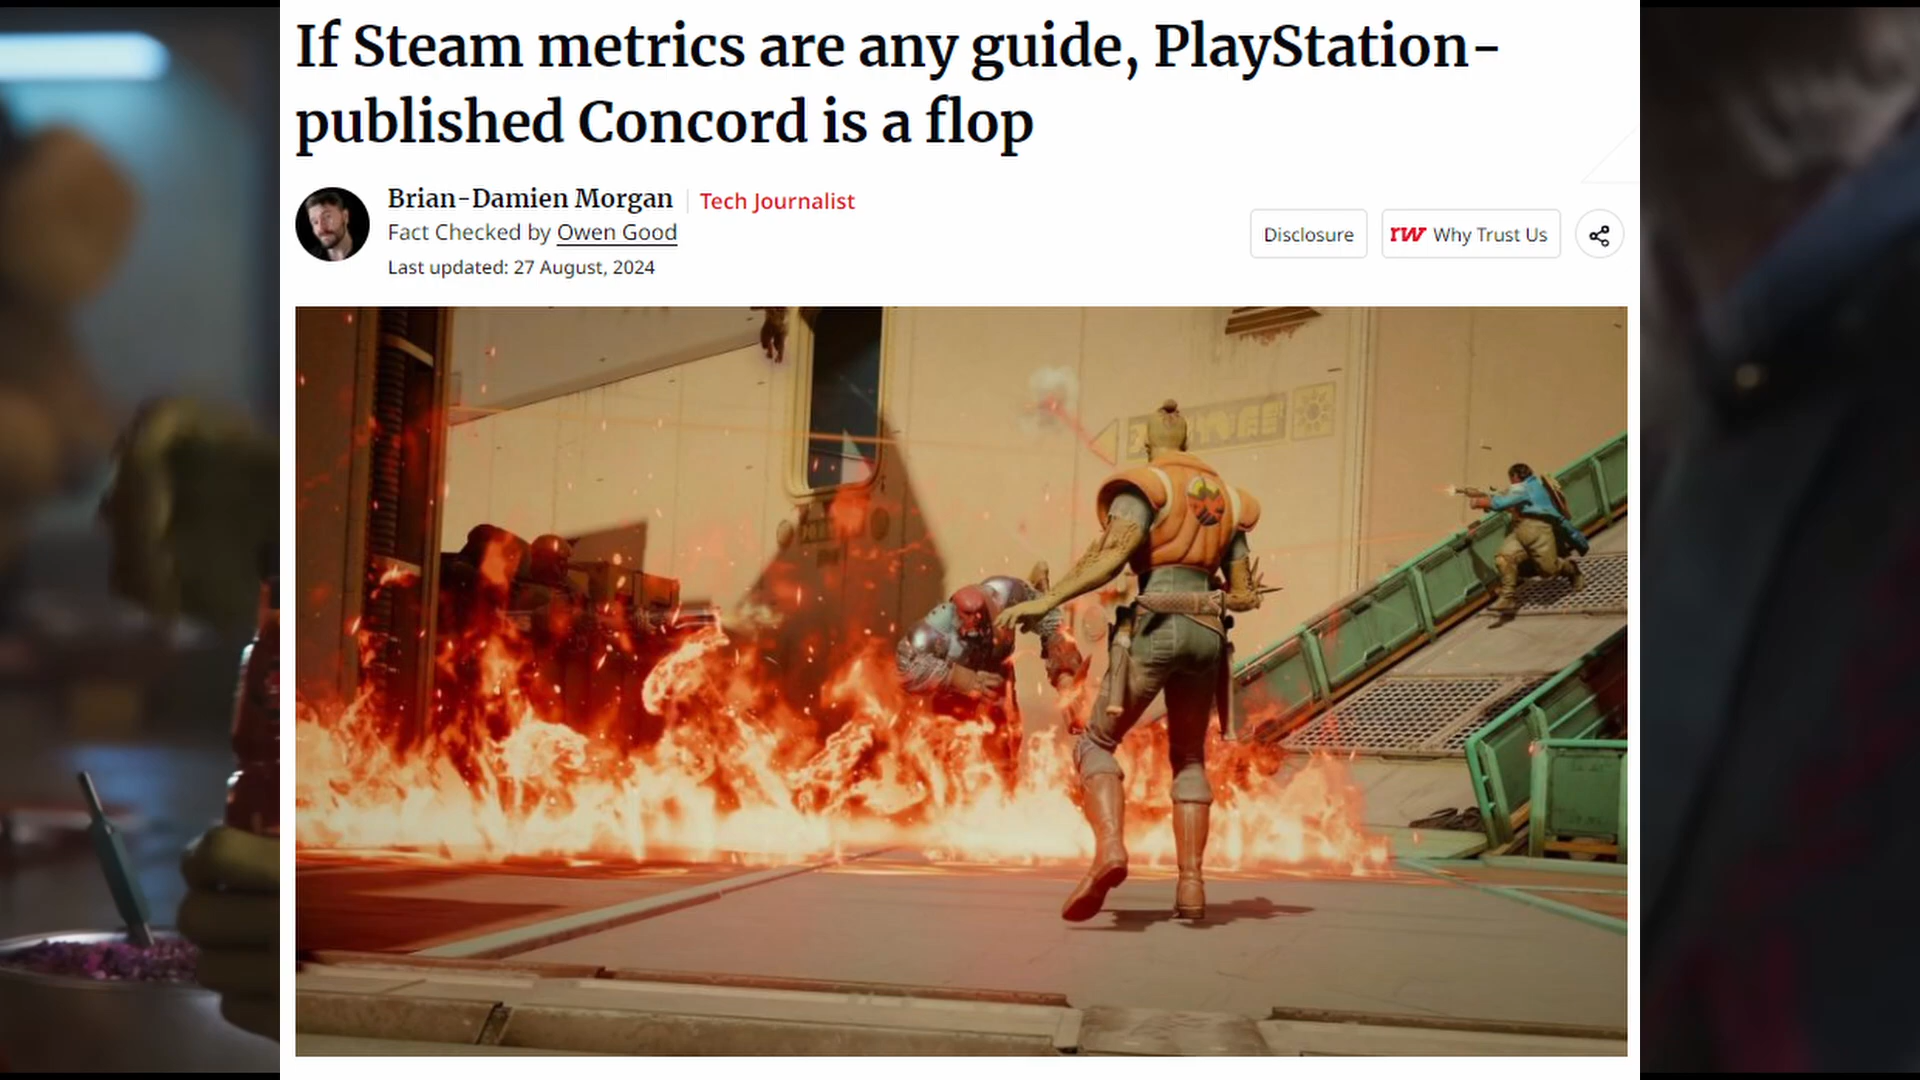 If Steam metrics are any guide, PlayStation-
published Concord is a flop
Brian-Damien Morgan Tech Journalist
Fact Checked by Owen Good
Last updated: 27 August, 2024
Disclosure
rw Why Trust Us